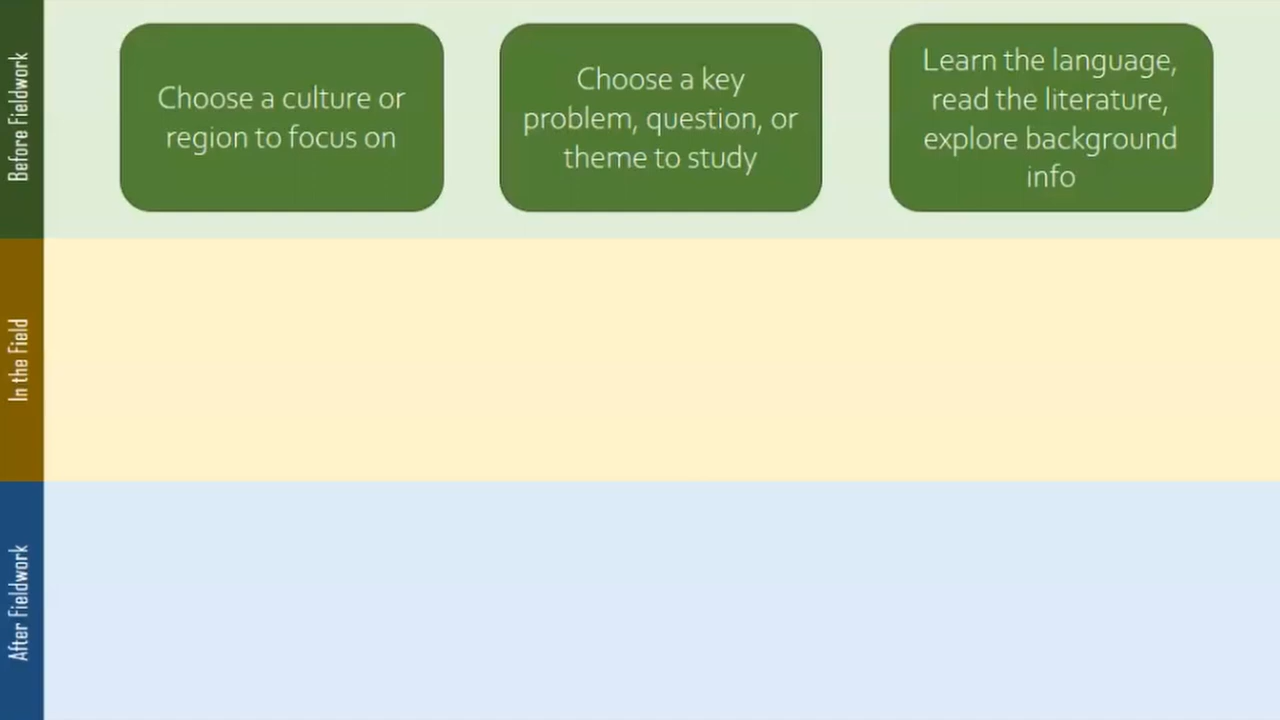 Before Fieldwork
Choose a culture or
region to focus on
Choose a key
problem, question, or
theme to study
Learn the language,
read the literature,
explore background
info
In the Field
After Fieldwork